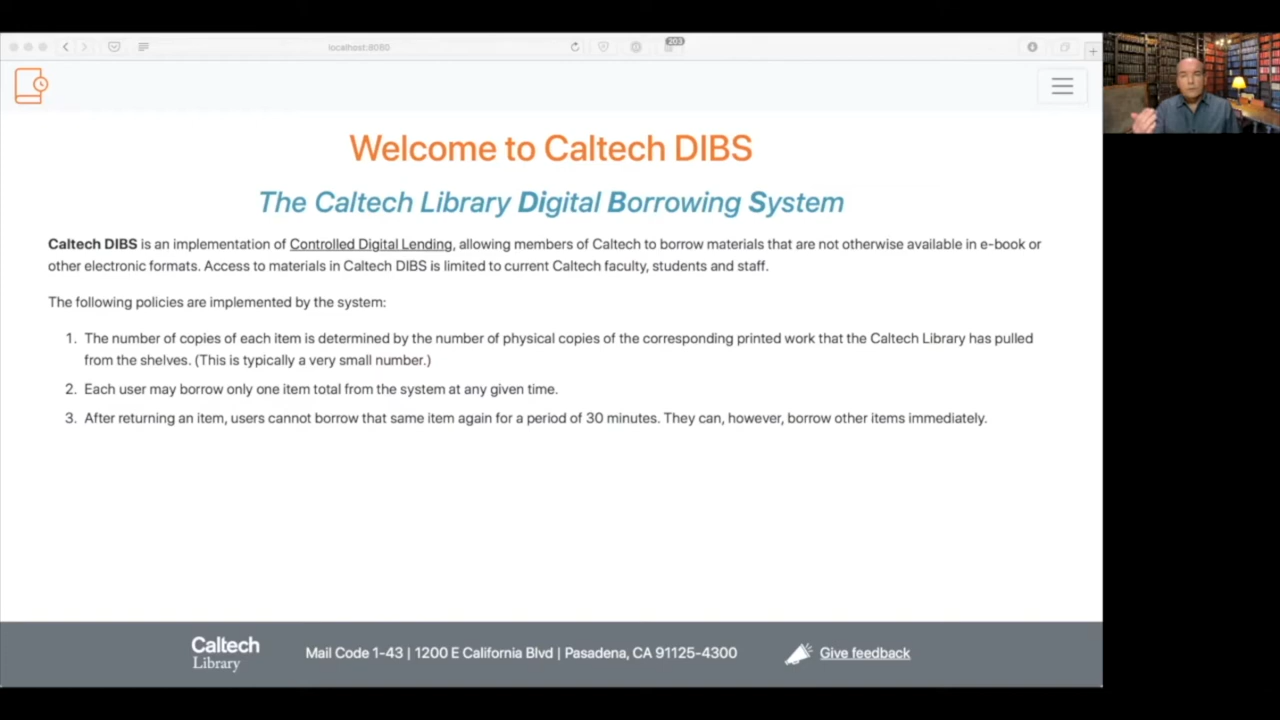 localhost:8080
203
Welcome to Caltech DIBS
The Caltech Library Digital Borrowing System
Caltech DIBS is an implementation of Controlled Digital Lending, allowing members of Caltech to borrow materials that are not otherwise available in e-book or
other electronic formats. Access to materials in Caltech DIBS is limited to current Caltech faculty, students and staff.
The following policies are implemented by the system:
1. The number of copies of each item is determined by the number of physical copies of the corresponding printed work that the Caltech Library has pulled
from the shelves. (This is typically a very small number.)
2. Each user may borrow only one item total from the system at any given time.
3. After returning an item, users cannot borrow that same item again for a period of 30 minutes. They can, however, borrow other items immediately.
Caltech
Library
Mail Code 1-43 | 1200 E California Blvd | Pasadena, CA 91125-4300
Give feedback